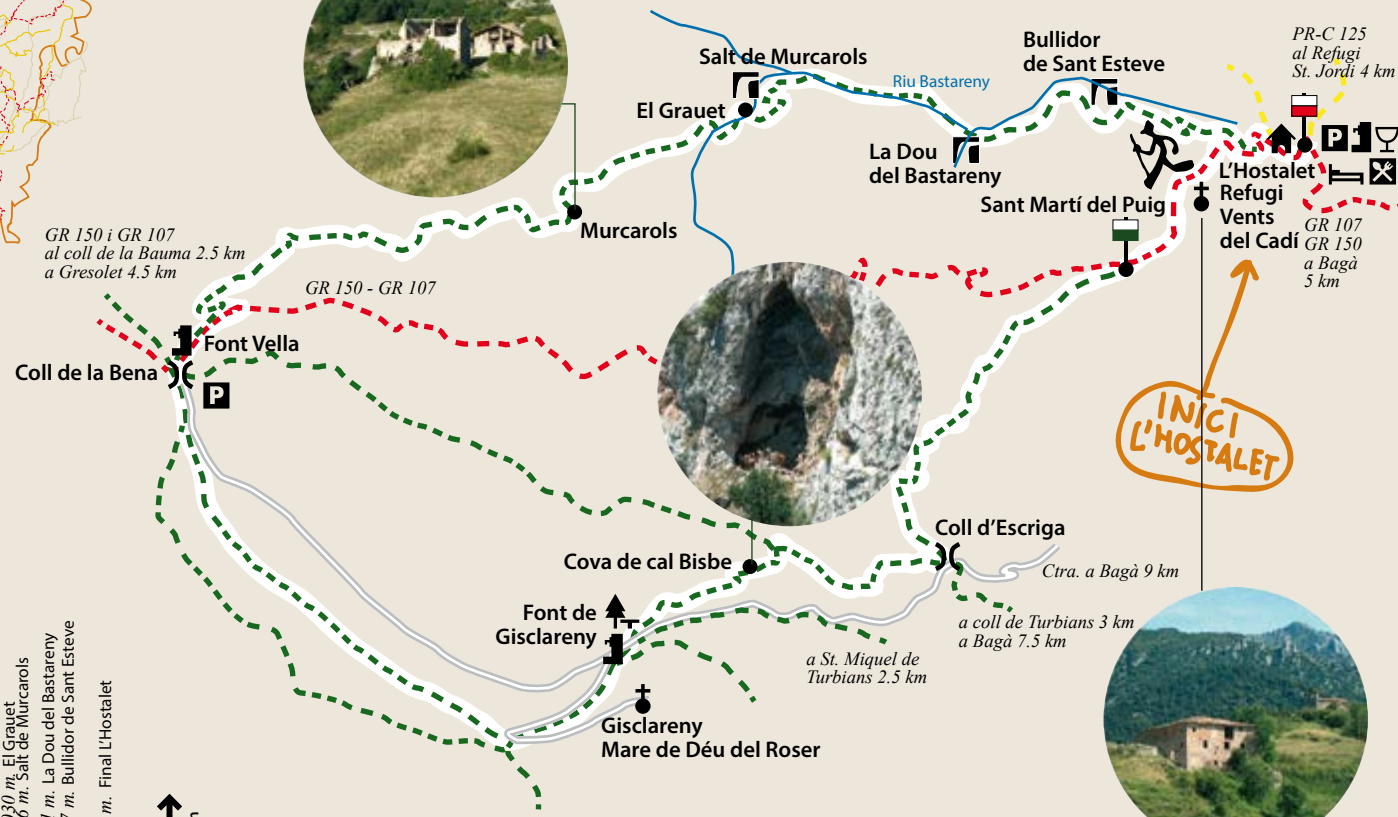 PR-C 125
al Refugi
St. Jordi 4 km
Bullidor
de Sant Esteve
Salt de Murcarols
Riu Bastareny
El Grauet
La Dou
del Bastareny
P
L'Hostalet
Refugi
Vents
del Cadí
Sant Martí del Puig
GR 107
GR 150
a Bagà
5 km
Murcarols
GR 150 i GR 107
al coll de la Bauma 2.5 km
a Gresolet 4.5 km
GR 150 - GR 107
Font Vella
Coll de la Bena
P
INICI
L'HOSTALET
Coll d'Escriga
Cova de cal Bisbe
Ctra. a Bagà 9 km
Font de
Gisclareny
a coll de Turbians 3 km
a Bagà 7.5 km
a St. Miquel de
Turbians 2.5 km
Gisclareny
Mare de Déu del Roser
930 m. El Grauet
m. Salt de Murcarols
m. La Dou del Bastareny
m. Bullidor de Sant Esteve
m. Final L'Hostalet